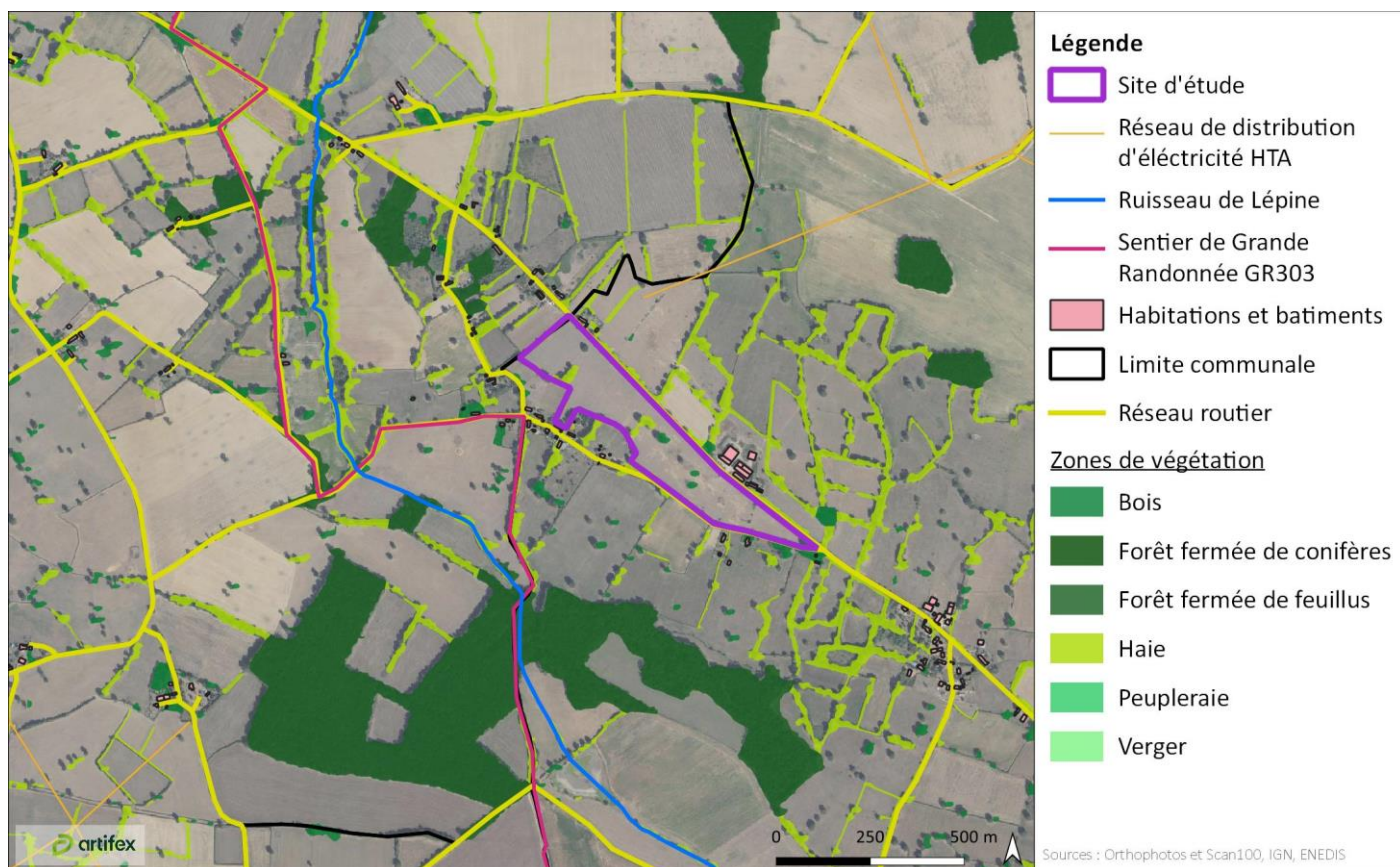 Légende
Site d'étude
Réseau de distribution
d'éléctricité HTA
Ruisseau de Lépine
Sentier de Grande
Randonnée GR303
Habitations et batiments
Limite communale
Réseau routier
Zones de végétation
Bois
Forêt fermée de conifères
Forêt fermée de feuillus
Haie
Peupleraie
Verger
artifex
0 250 500 m
Sources : Orthophotos et Scan100, IGN, ENEDIS